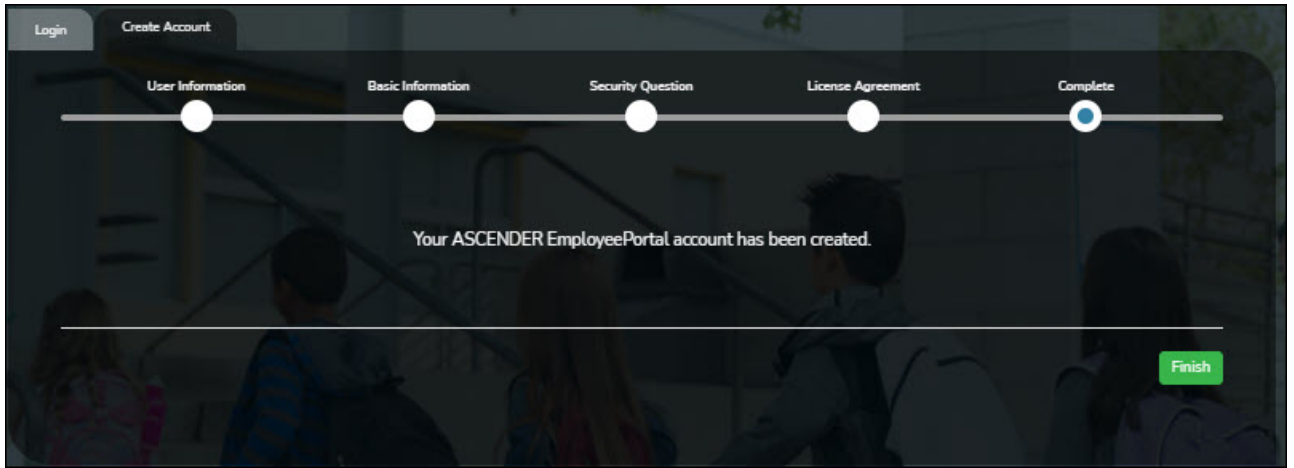 Login
Create Account
User Information
Basic Information
Security Question
License Agreement
Complete
Your ASCENDER EmployeePortal account has been created.
Finish